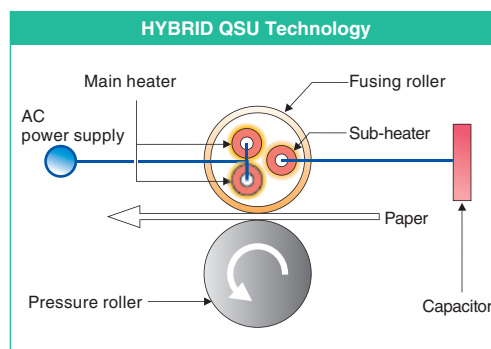 HYBRID QSU Technology
Main heater
Fusing roller
AC
power supply
Sub-heater
Paper
Pressure roller
Capacitor